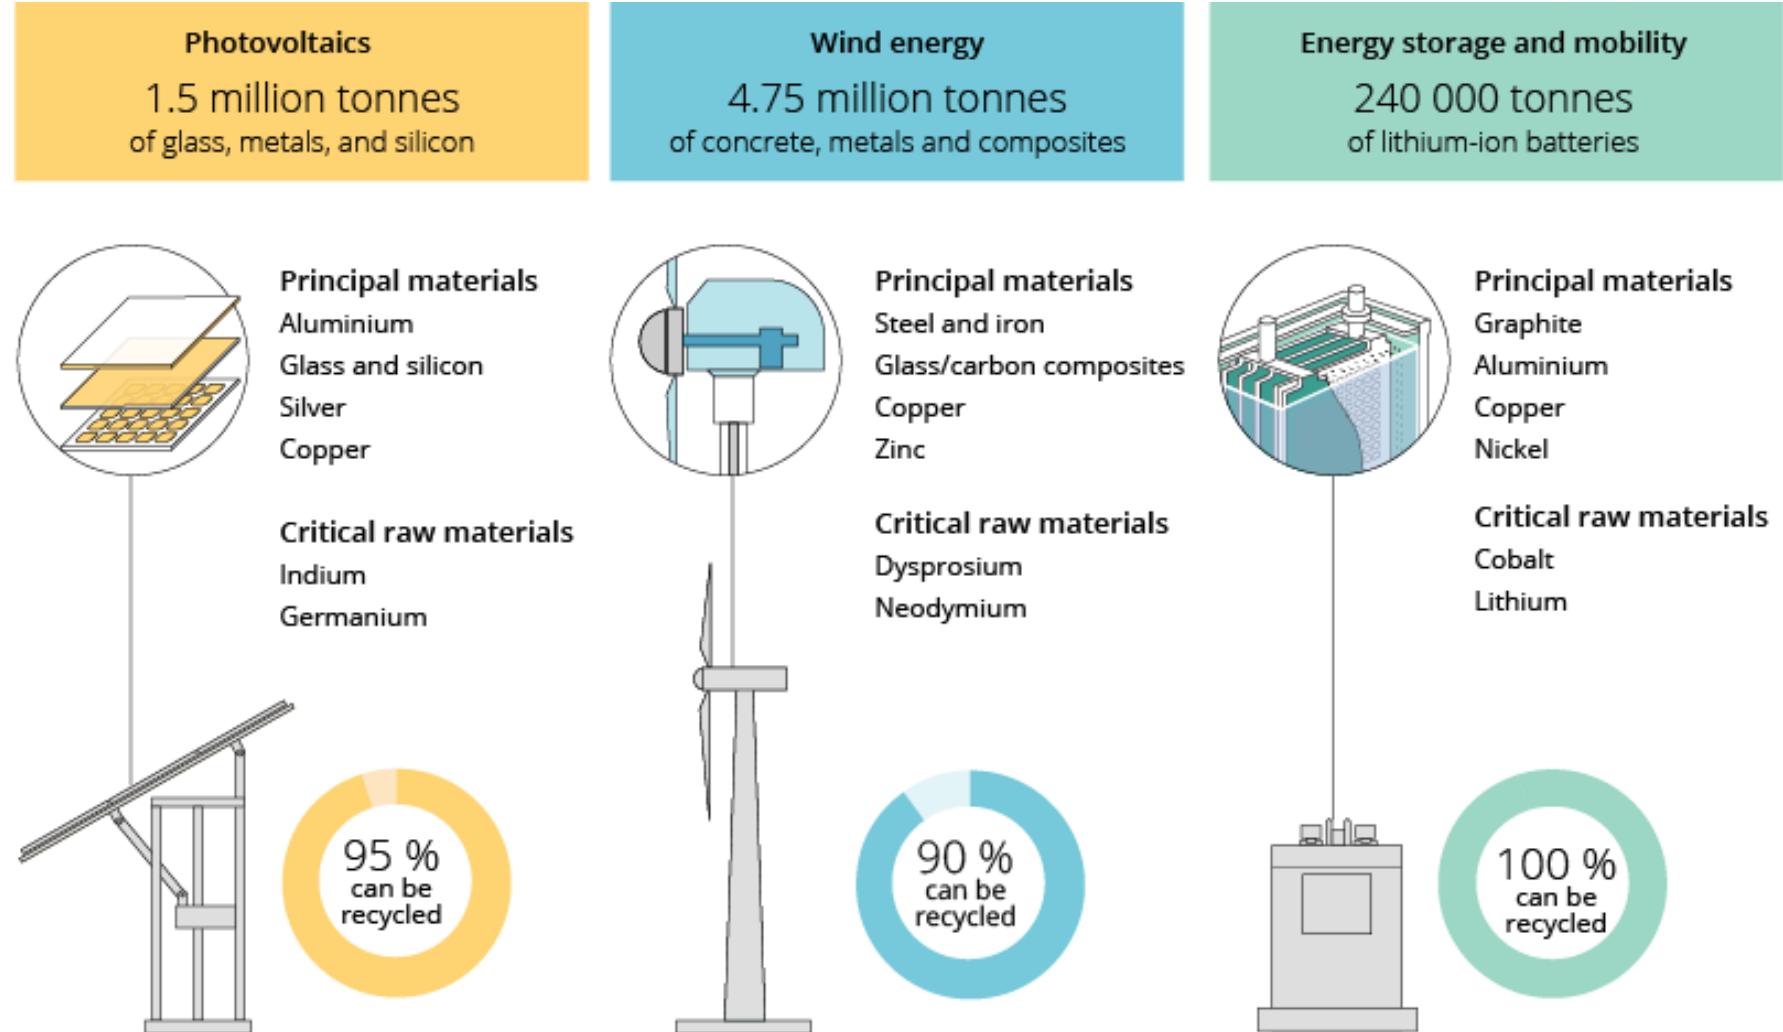 Photovoltaics
1.5 million tonnes
of glass, metals, and silicon
Wind energy
4.75 million tonnes
of concrete, metals and composites
Energy storage and mobility
240 000 tonnes
of lithium-ion batteries
Principal materials
Aluminium
Glass and silicon
Silver
Copper
Critical raw materials
Indium
Germanium
95 %
can be
recycled
Principal materials
Steel and iron
Glass/carbon composites
Copper
Zinc
Critical raw materials
Dysprosium
Neodymium
90 %
can be
recycled
Principal materials
Graphite
Aluminium
Copper
Nickel
Critical raw materials
Cobalt
Lithium
100 %
can be
recycled